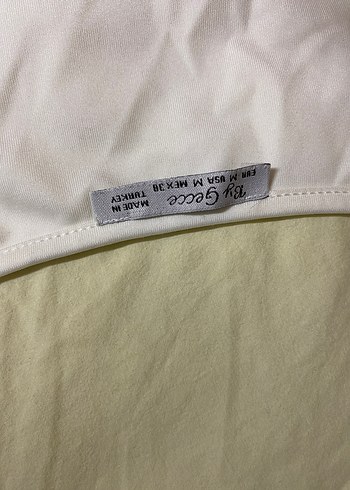 By Gecce
EUR M USA M MEX 38
MADE IN
TURKEY